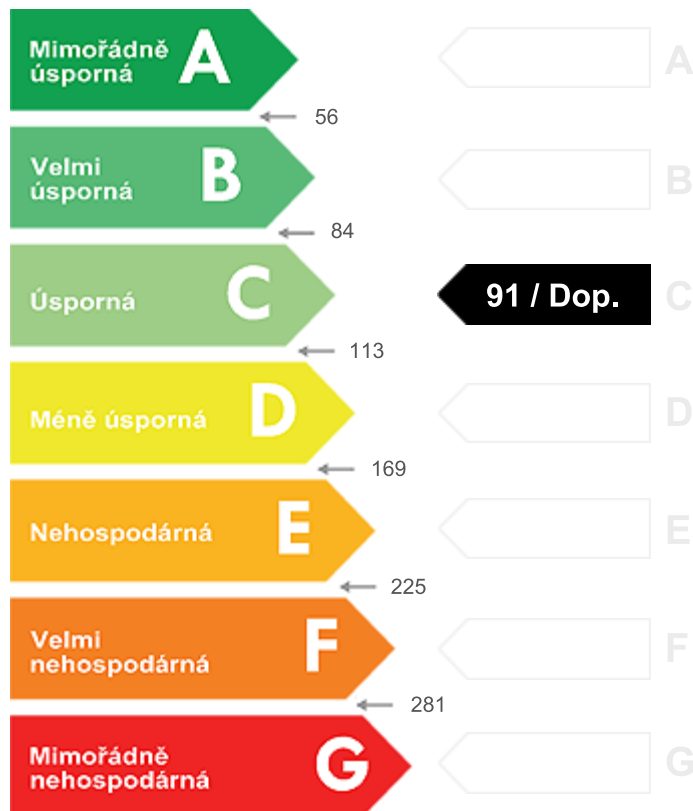 Mimořádně
úsporná
A
A
56
Velmi
úsporná
B
B
84
Úsporná
C
91 / Dop.
C
113
Méně úsporná
D
D
169
Nehospodárná
E
E
225
Velmi
nehospodárná
F
F
281
Mimořádně
nehospodárná
G
G